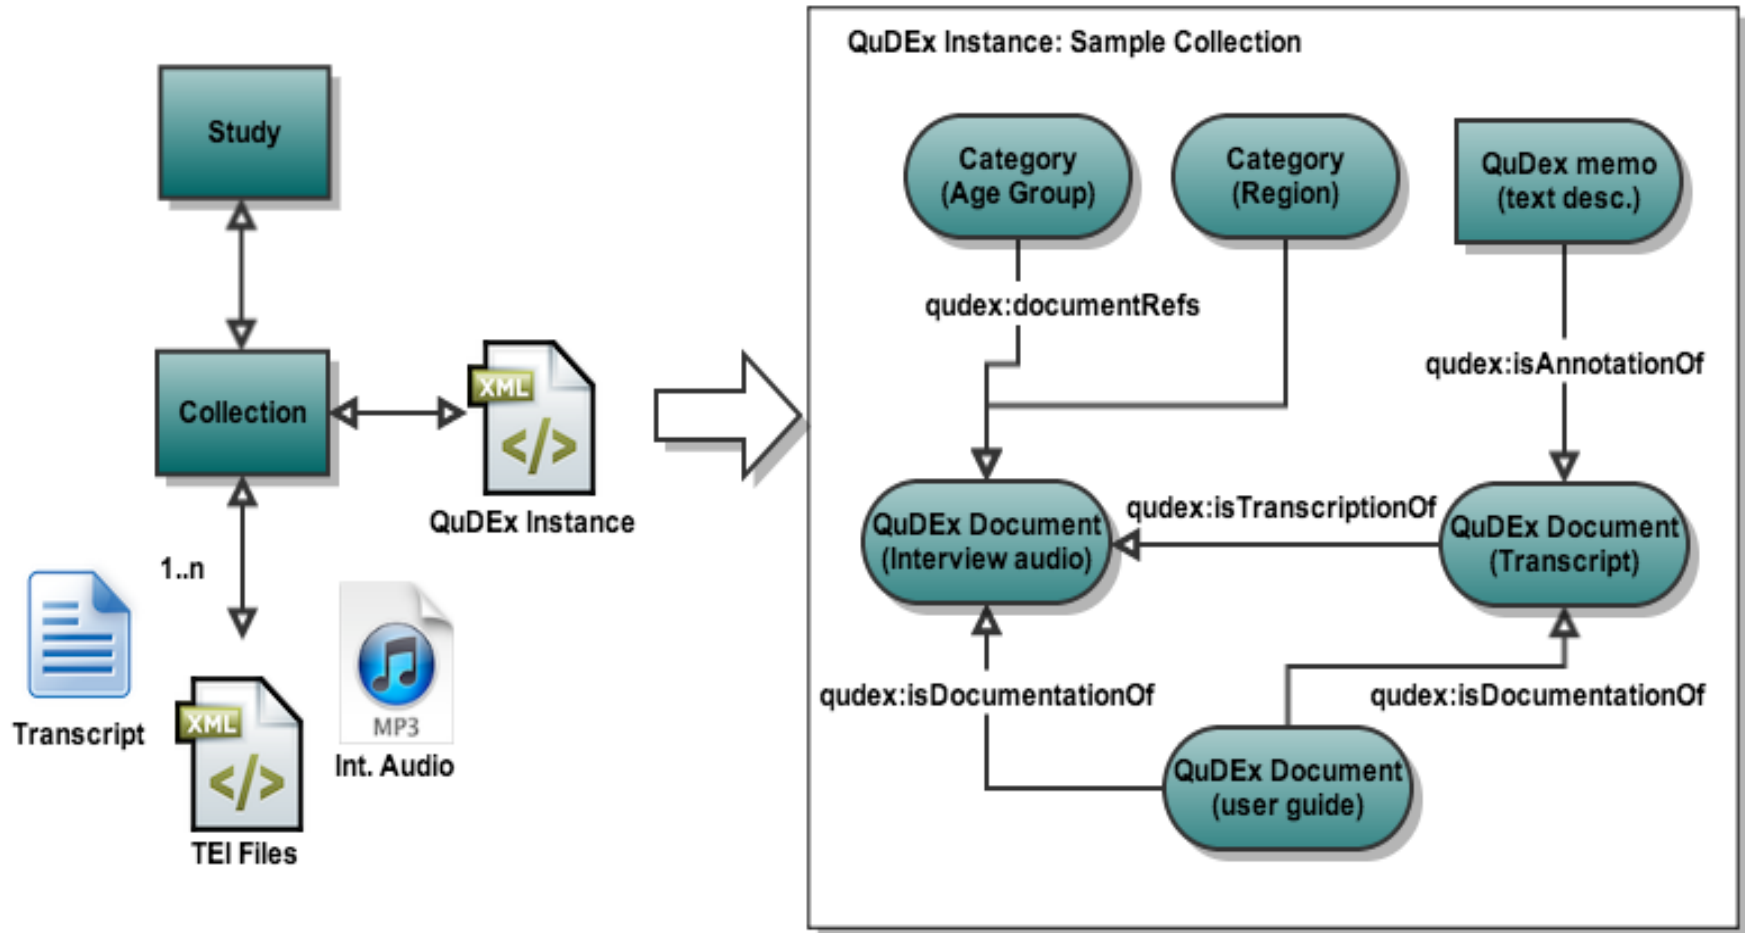 Study
Collection
XML
</>
QuDEx Instance
1..n
Transcript
XML
</>
TEI Files
MP3
Int. Audio
QuDEx Instance: Sample Collection
Category
(Age Group)
Category
(Region)
QuDex memo
(text desc.)
qudex:documentRefs
qudex:isAnnotationOf
QuDEx Document
(Interview audio)
qudex:isTranscriptionOf
QuDEx Document
(Transcript)
qudex:isDocumentationOf
qudex:isDocumentationOf
QuDEx Document
(user guide)